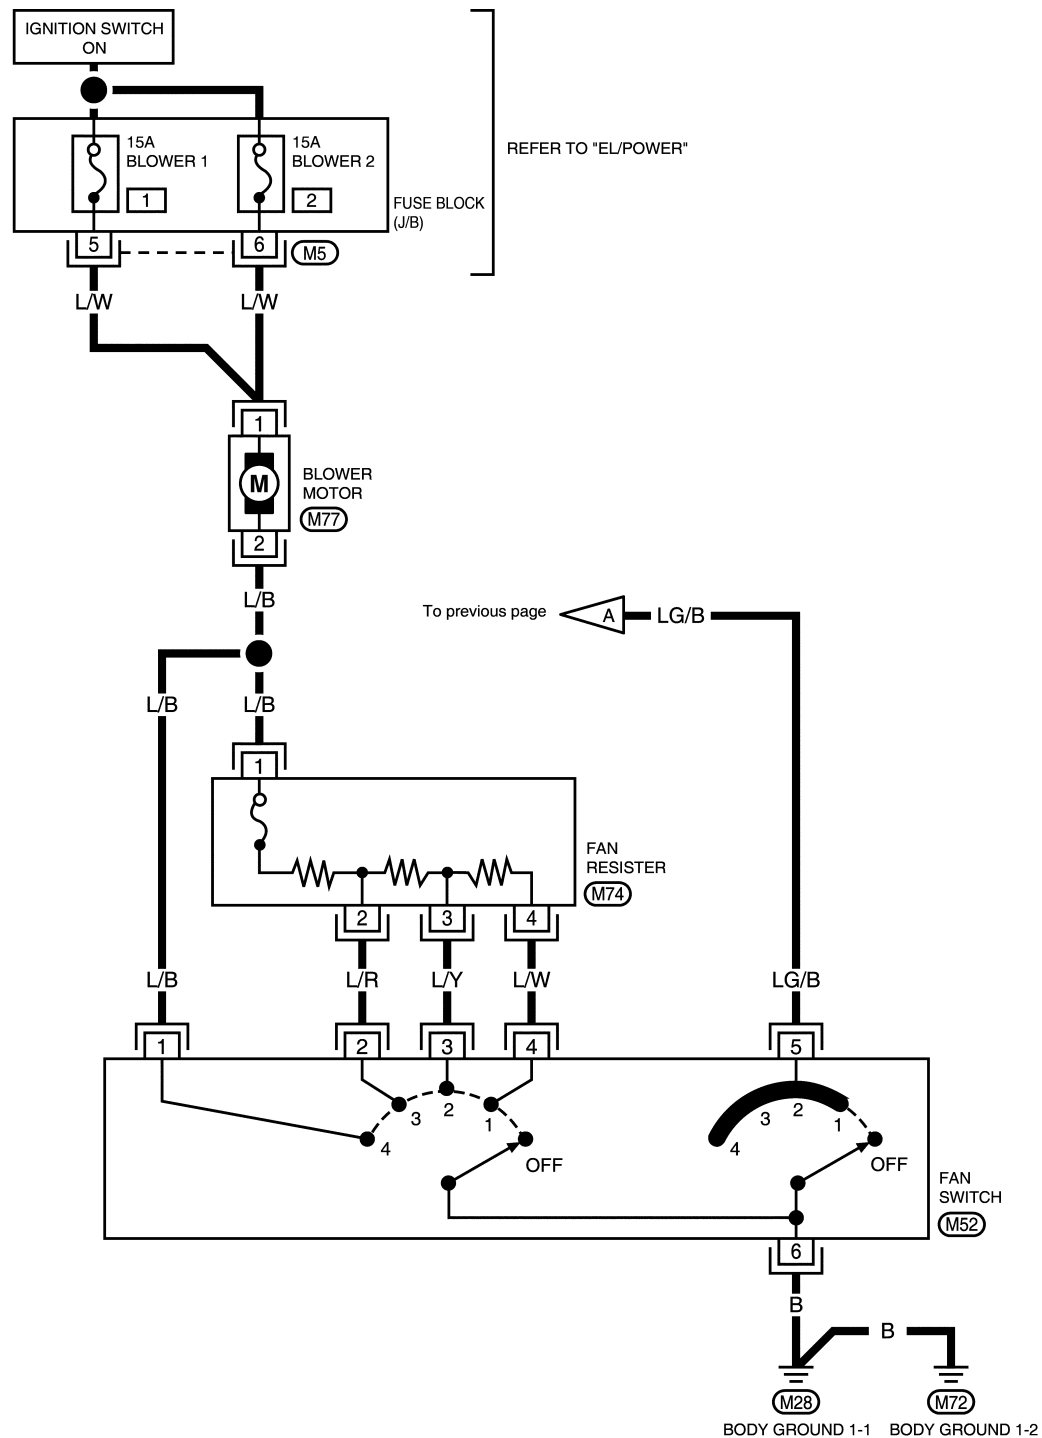 IGNITION SWITCH
ON
15A
BLOWER 1
1
15A
BLOWER 2
2
REFER TO "EL/POWER"
FUSE BLOCK
(J/B)
5
6
M5
L/W
L/W
1
M
BLOWER
MOTOR
M77
2
L/B
To previous page
A
LG/B
L/B
L/B
1
FAN
RESISTER
M74
2
3
4
L/B
L/R
L/Y
L/W
LG/B
1
2
3
4
5
3
2
1
4
OFF
3
2
1
4
OFF
FAN
SWITCH
M52
6
B
B
M28
M72
BODY GROUND 1-1
BODY GROUND 1-2